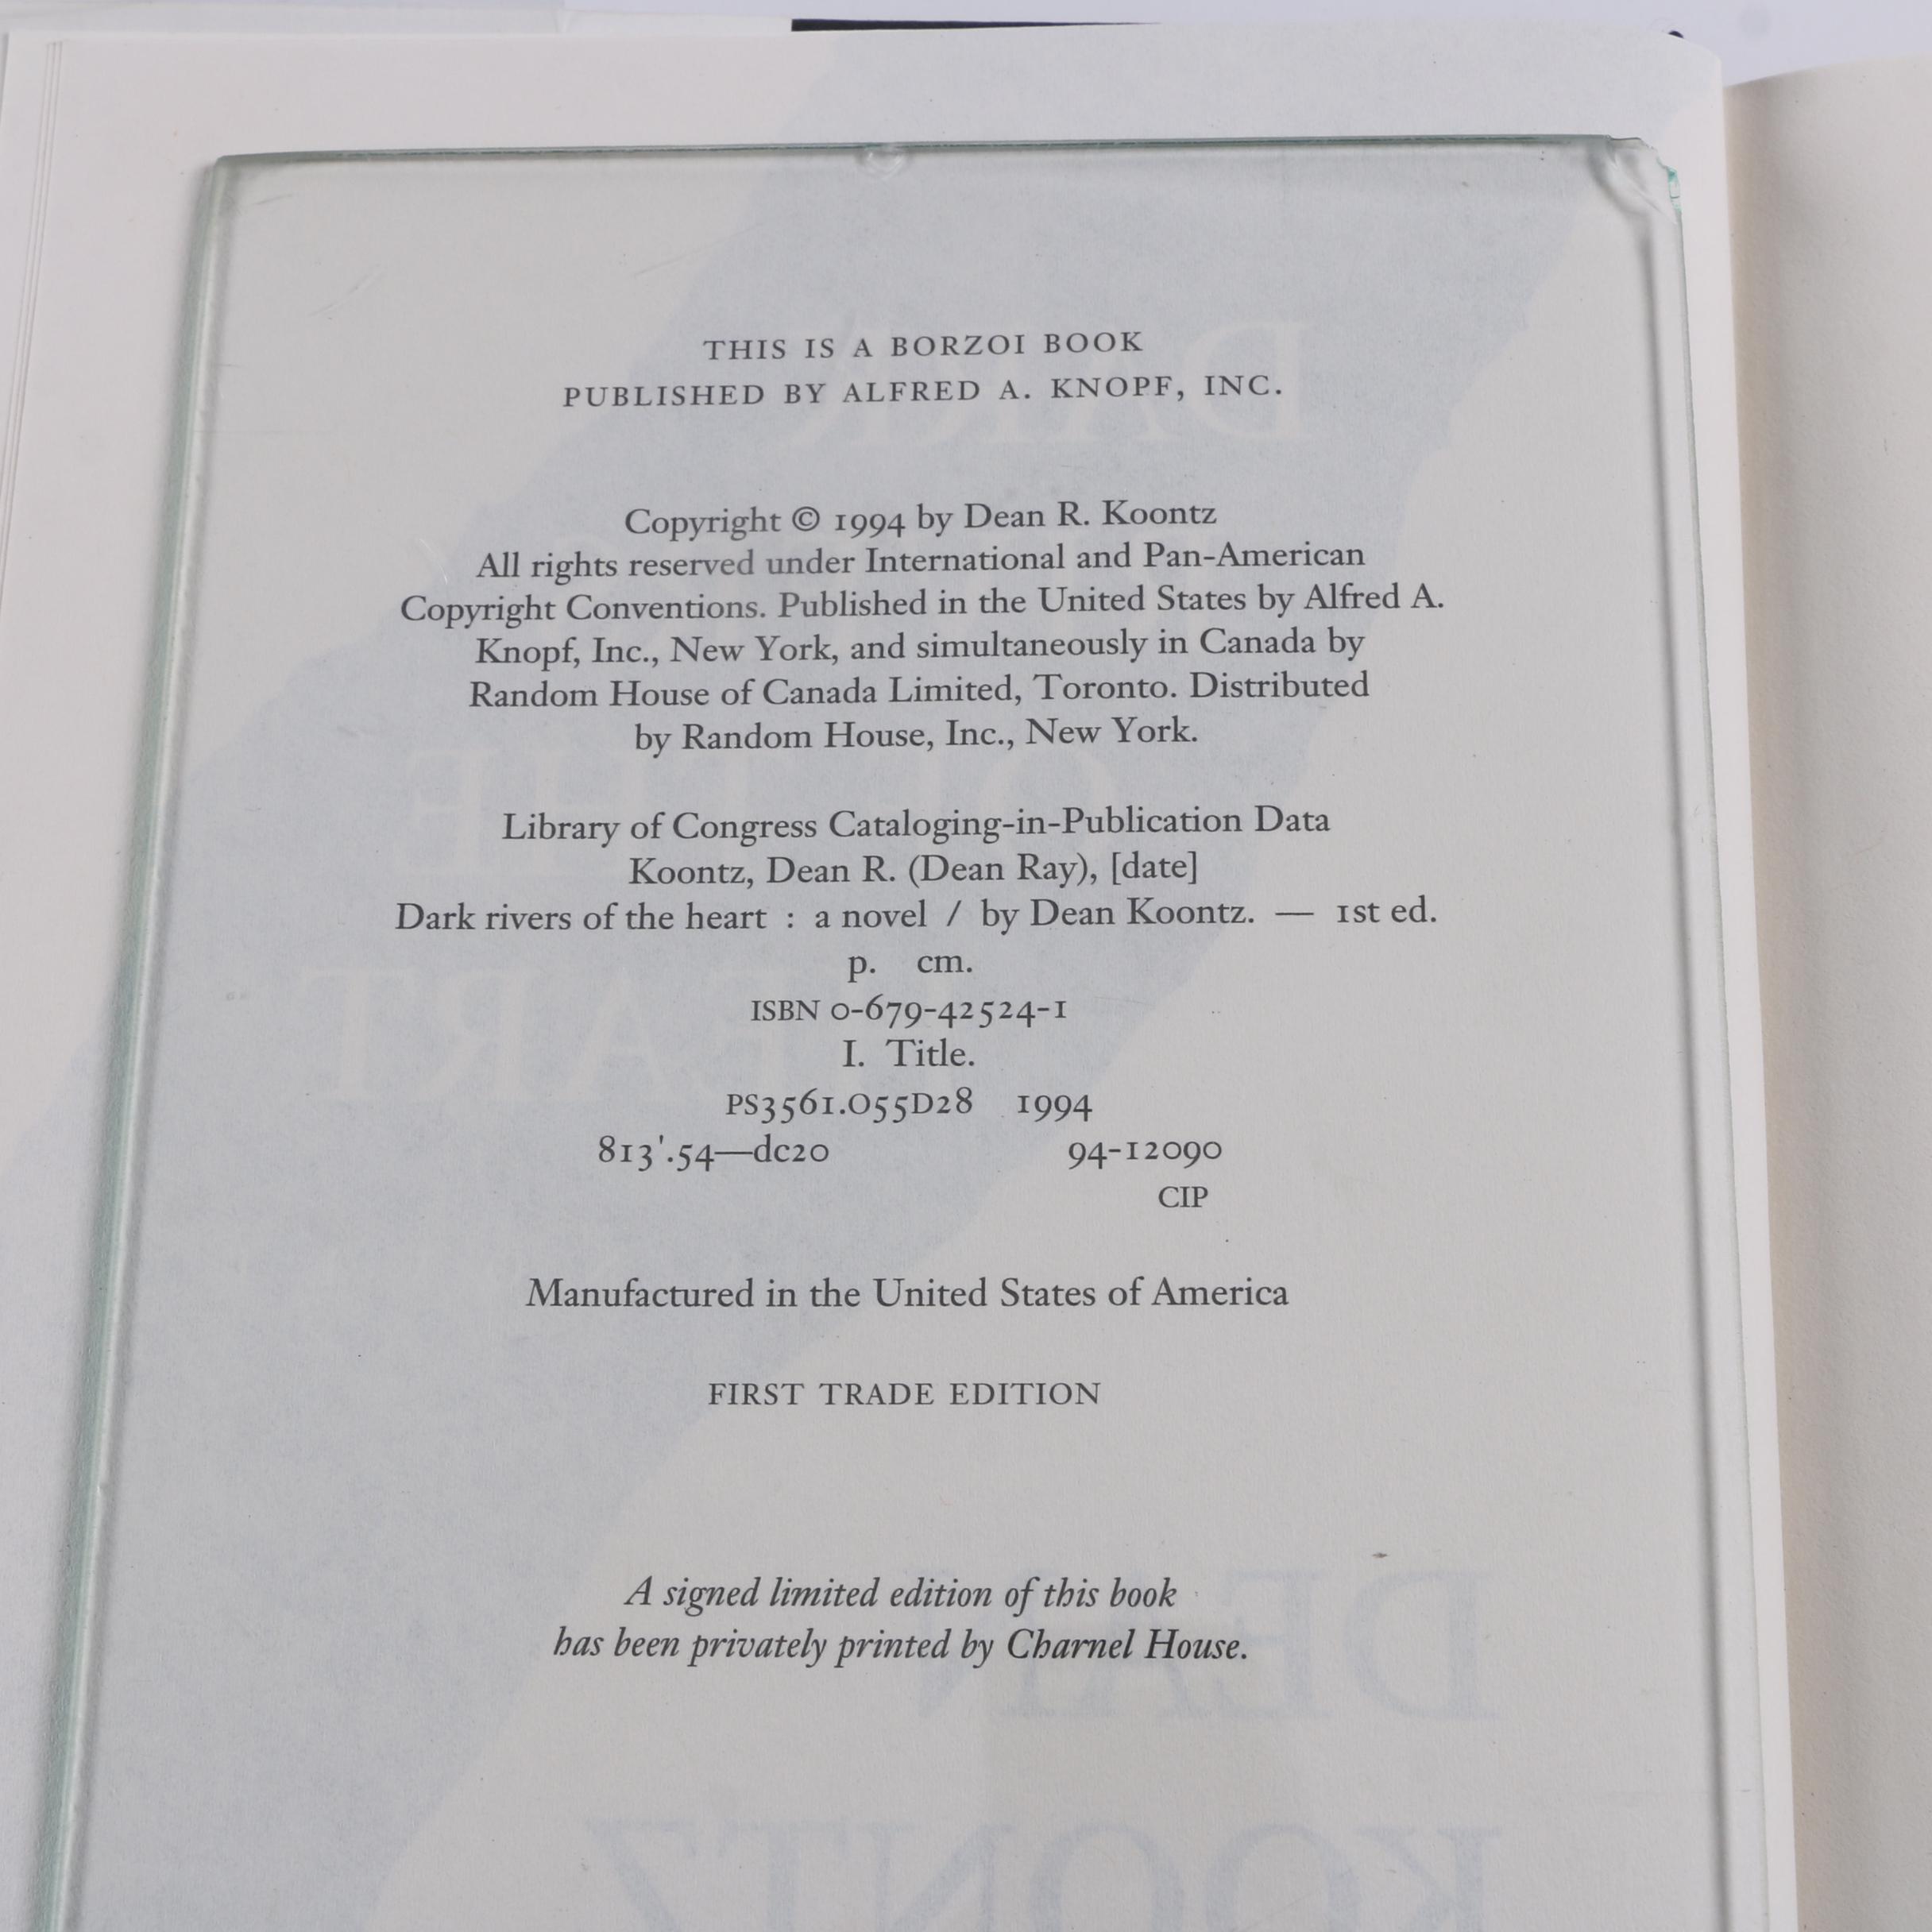 THIS IS A BORZOI BOOK
PUBLISHED BY ALFRED A. KNOPF, INC.
Copyright © 1994 by Dean R. Koontz
All rights reserved under International and Pan-American
Copyright Conventions. Published in the United States by Alfred A.
Knopf, Inc., New York, and simultaneously in Canada by
Random House of Canada Limited, Toronto. Distributed
by Random House, Inc., New York.
Library of Congress Cataloging-in-Publication Data
Koontz, Dean R. (Dean Ray), [date]
Dark rivers of the heart : a novel / by Dean Koontz. — 1st ed.
p. cm.
ISBN 0-679-42524-1
I. Title.
PS3561.O55D28 1994
813'.54—dc20 94-12090
CIP
Manufactured in the United States of America
FIRST TRADE EDITION
A signed limited edition of this book
has been privately printed by Charnel House.